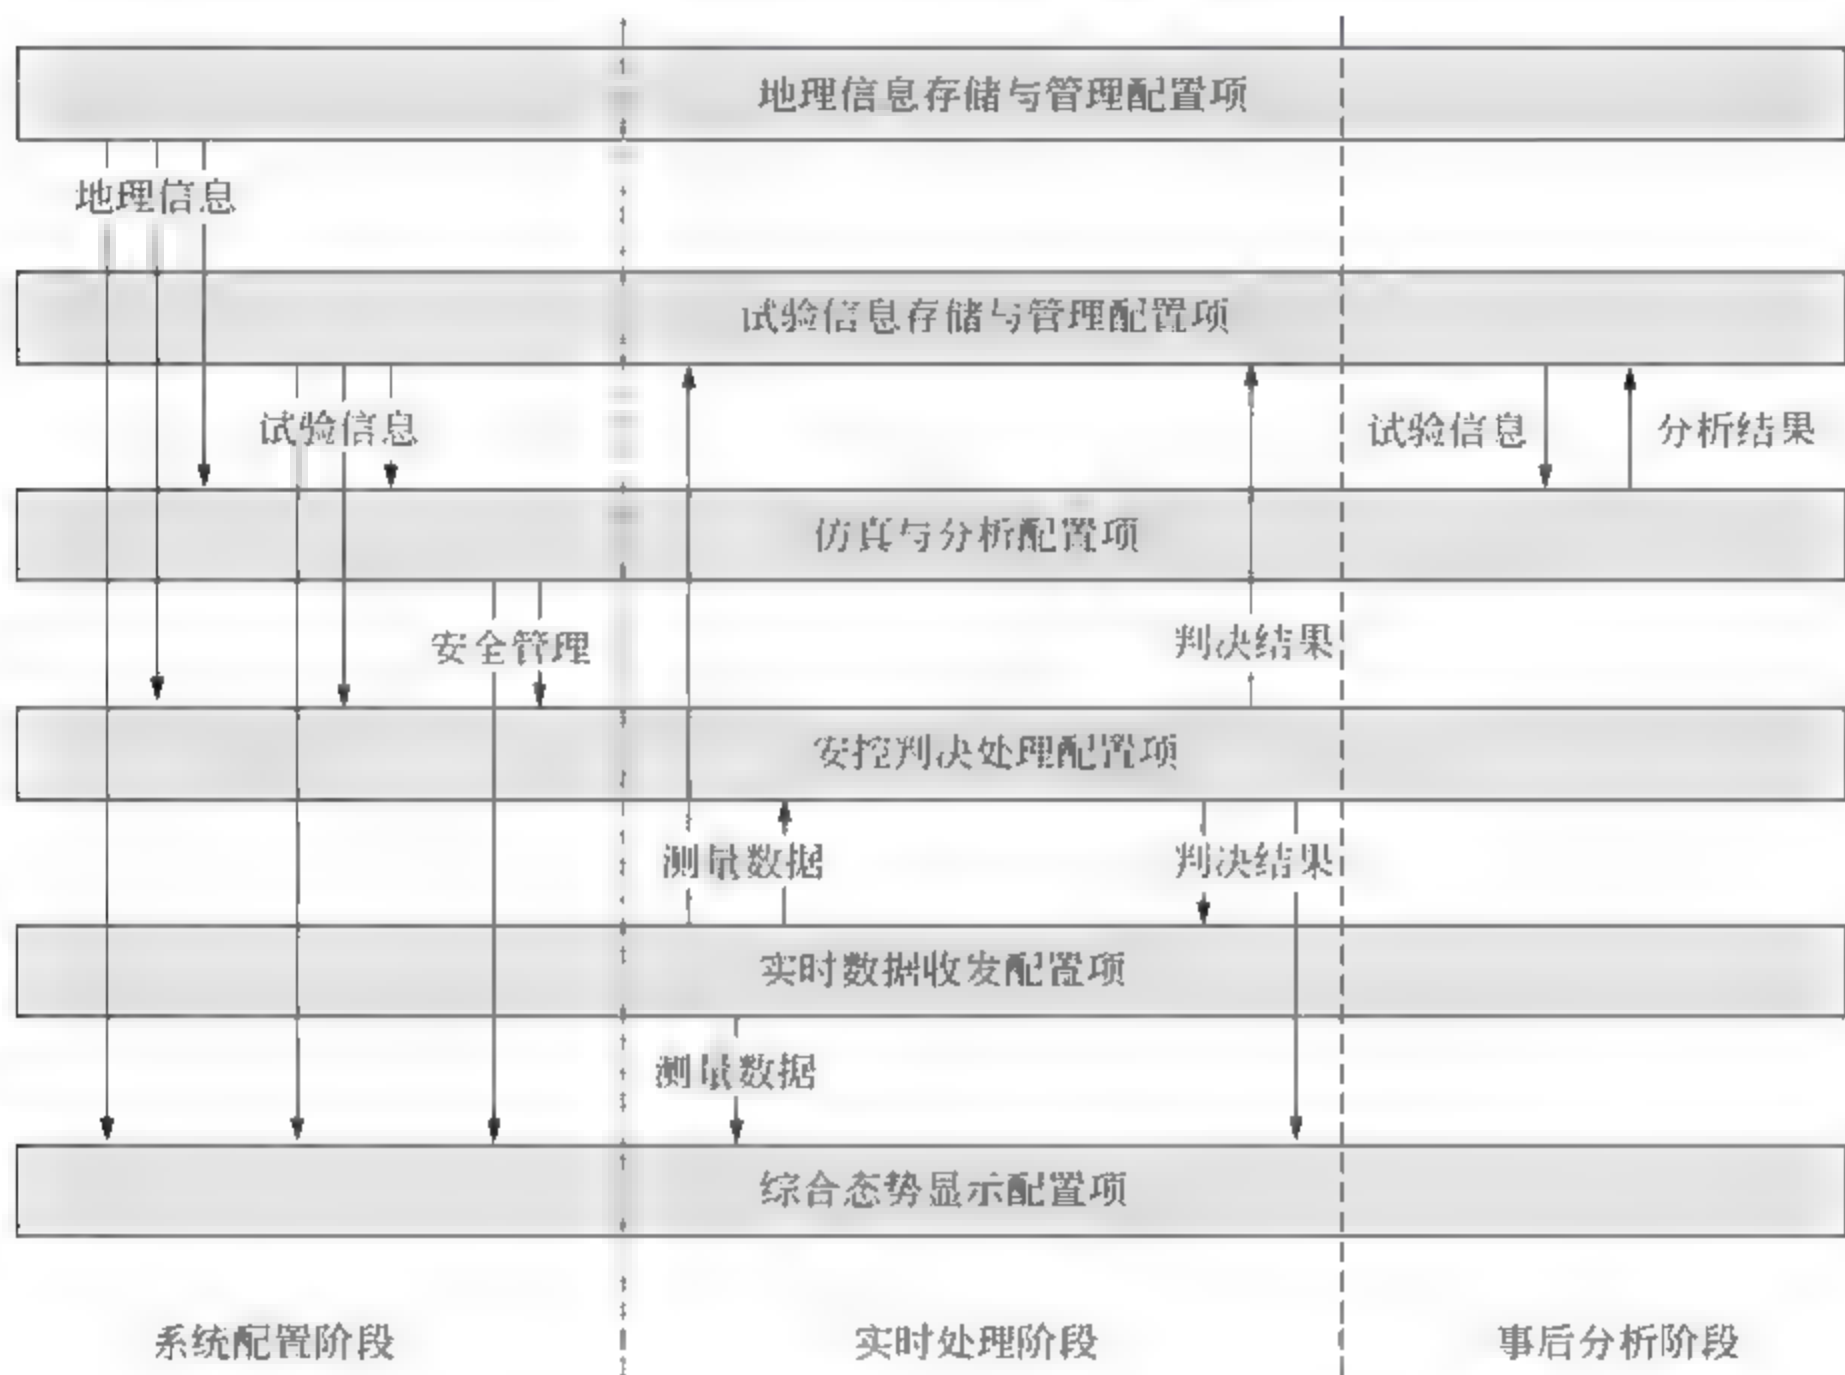 地理信息存储与管理配置项
地理信息
试验信息存储与管理配置项
试验信息
试验信息
分析结果
仿真与分析配置项
安全管理
判决结果
安控判决处理配置项
测量数据
判决结果
实时数据收发配置项
测量数据
综合态势显示配置项
系统配置阶段
实时处理阶段
事后分析阶段